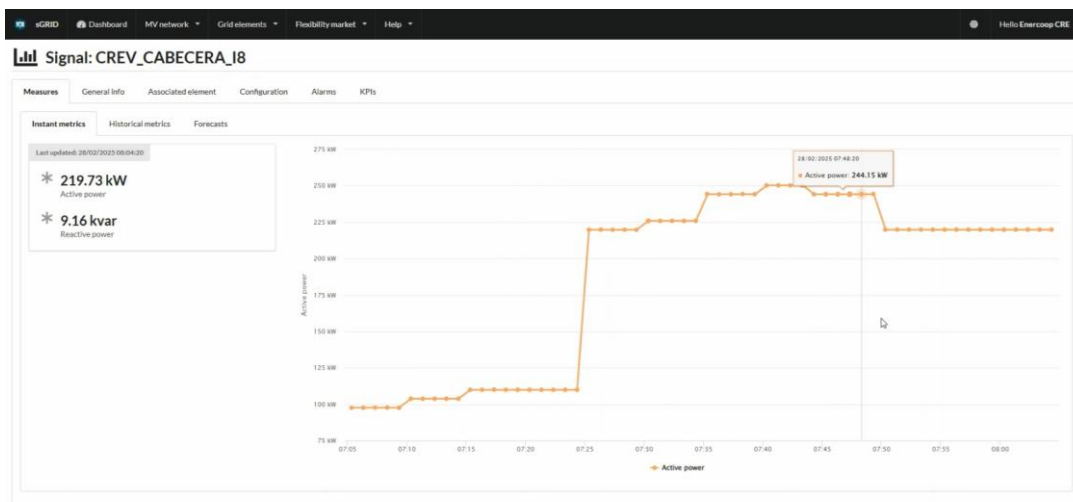 sGRID Dashboard MV network Grid elements Flexibility market Help Hello Enercoop CRE
Signal: CREV_CABECERA_I8
Measures General info Associated element Configuration Alarms KPIs
Instant metrics Historical metrics Forecasts
Last updated: 28/02/2025 08:04:20
219.73 kW
Active power
9.16 kvar
Reactive power
275 kW
250 kW
225 kW
200 kW
175 kW
150 kW
125 kW
100 kW
75 kW
Active power
28/02/2025 07:48:20
Active power: 244.15 kW
07:05 07:10 07:15 07:20 07:25 07:30 07:35 07:40 07:45 07:50 07:55 08:00
Active power